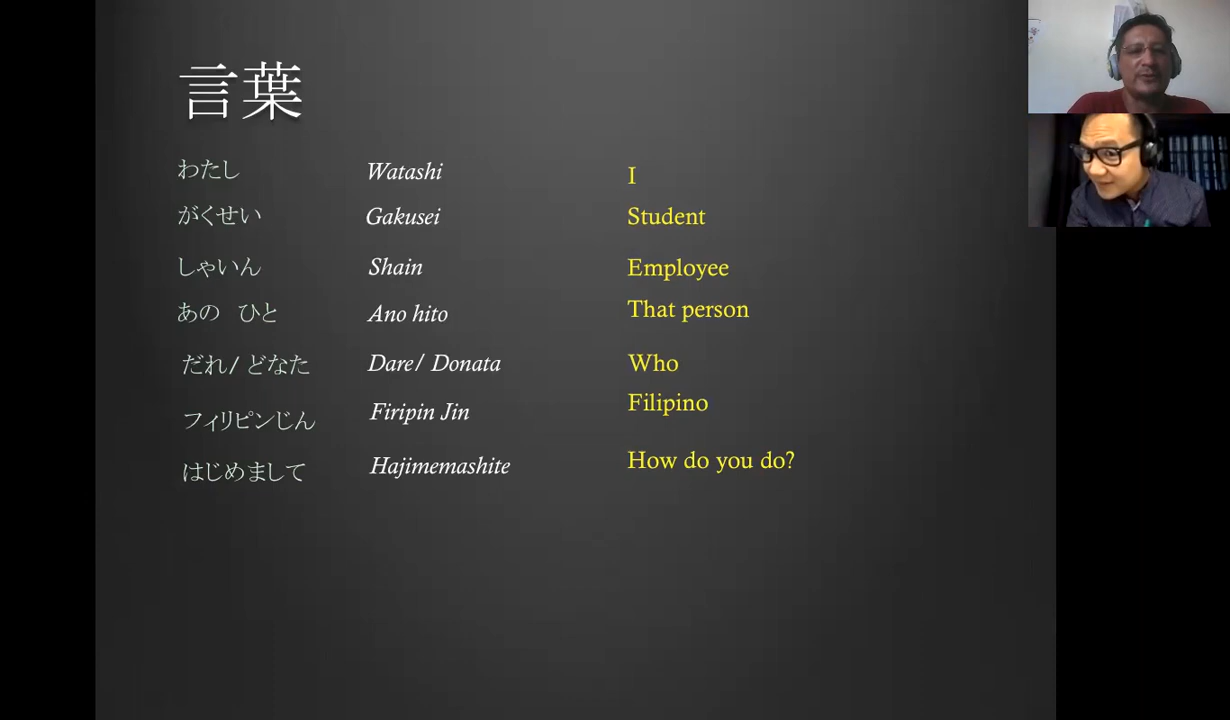 言葉
わたし Watashi I
がくせい Gakusei Student
しゃいん Shain Employee
あの ひと Ano hito That person
だれ/ どなた Dare/ Donata Who
フィリピンじん Firipin Jin Filipino
はじめまして Hajimemashite How do you do?